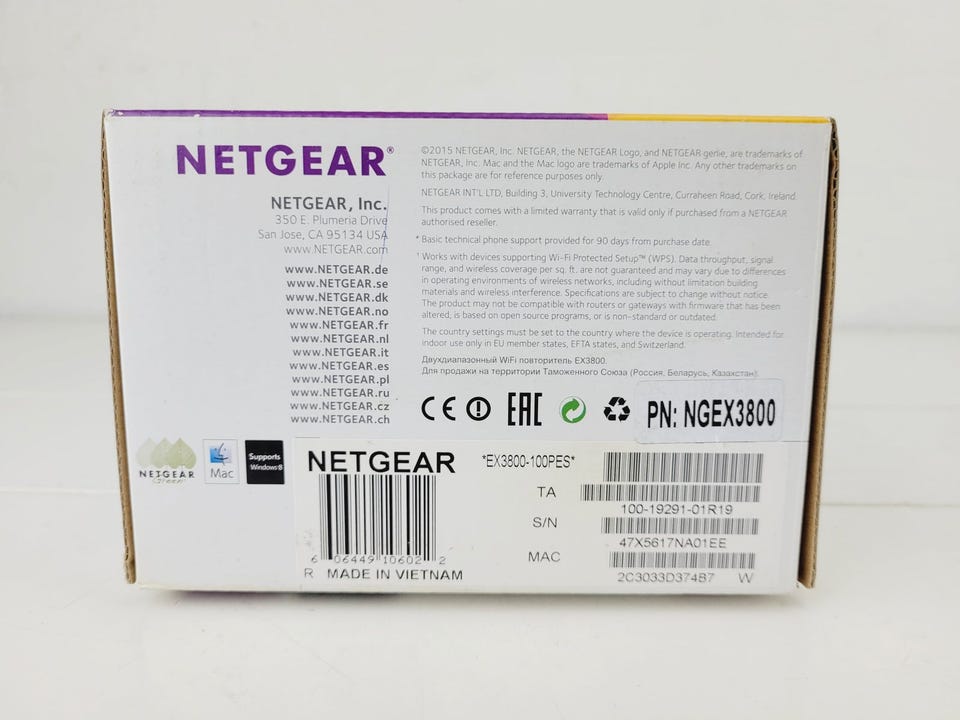 NETGEAR®
NETGEAR, Inc.
350 E. Plumeria Drive
San Jose, CA 95134 USA
www.NETGEAR.com
www.NETGEAR.de
www.NETGEAR.se
www.NETGEAR.dk
www.NETGEAR.no
www.NETGEAR.fr
www.NETGEAR.nl
www.NETGEAR.it
www.NETGEAR.es
www.NETGEAR.pl
www.NETGEAR.ru
www.NETGEAR.cz
www.NETGEAR.ch
©2015 NETGEAR, Inc. NETGEAR, the NETGEAR Logo, and NETGEAR genie, are trademarks of
NETGEAR, Inc. Mac and the Mac logo are trademarks of Apple Inc. Any other trademarks on
this package are for reference purposes only.
NETGEAR INT'L LTD, Building 3, University Technology Centre, Curraheen Road, Cork, Ireland.
This product comes with a limited warranty that is valid only if purchased from a NETGEAR
authorised reseller.
* Basic technical phone support provided for 90 days from purchase date.
† Works with devices supporting Wi-Fi Protected Setup™ (WPS). Data throughput, signal
range, and wireless coverage per sq. ft. are not guaranteed and may vary due to differences
in operating environments of wireless networks, including without limitation building
materials and wireless interference. Specifications are subject to change without notice.
The product may not be compatible with routers or gateways with firmware that has been
altered, is based on open source programs, or is non-standard or outdated.
The country settings must be set to the country where the device is operating. Intended for
indoor use only in EU member states, EFTA states, and Switzerland.
Двухдиапазонный WiFi повторитель EX3800.
Для продажи на территории Таможенного Союза (Россия, Беларусь, Казахстан).
CE EAC
PN: NGEX3800
NETGEAR
Green
Mac
Supports
Windows 8
NETGEAR
*EX3800-100PES*
TA
100-19291-01R19
S/N
47X5617NA01EE
MAC
2C3033D374B7 W
6 06449 10602 2
R MADE IN VIETNAM